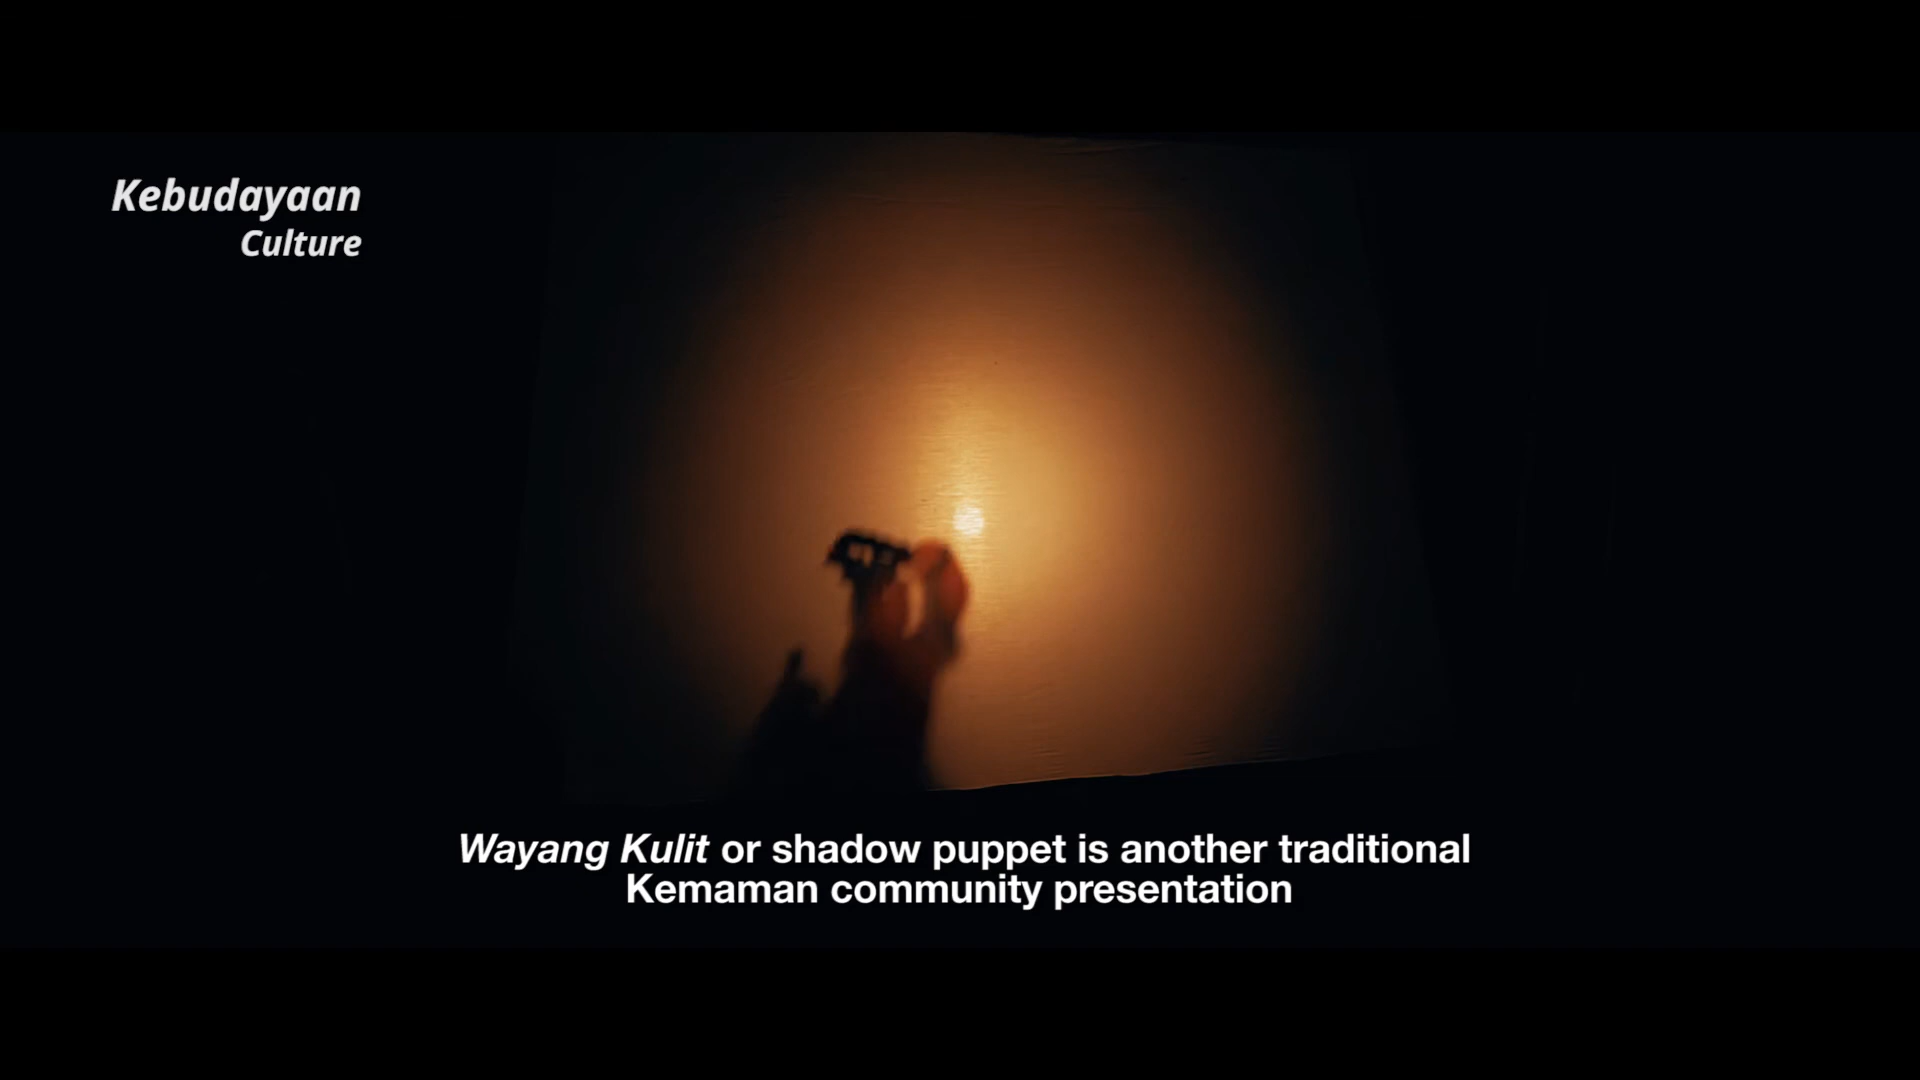 Kebudayaan
Culture
Wayang Kulit or shadow puppet is another traditional
Kemaman community presentation